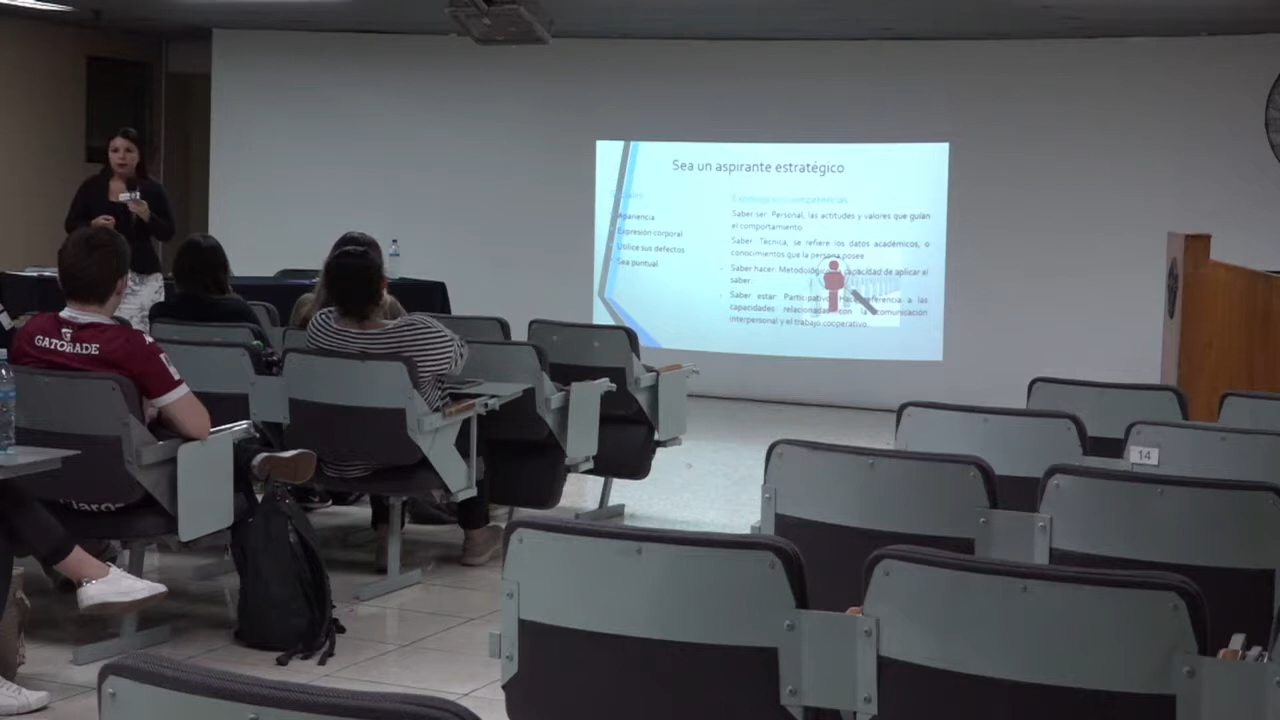 Sea un aspirante estratégico
Apariencia
Expresión corporal
Utilice sus defectos
Sea puntual
Saber ser: Personal, las actitudes y valores que guían
el comportamiento.
Saber: Técnica, se refiere los datos académicos, o
conocimientos que la persona posee
- Saber hacer: Metodológica, capacidad de aplicar el
saber.
- Saber estar: Participativa. Hace referencia a las
capacidades relacionadas con la comunicación
interpersonal y el trabajo cooperativo.
GATORADE
14